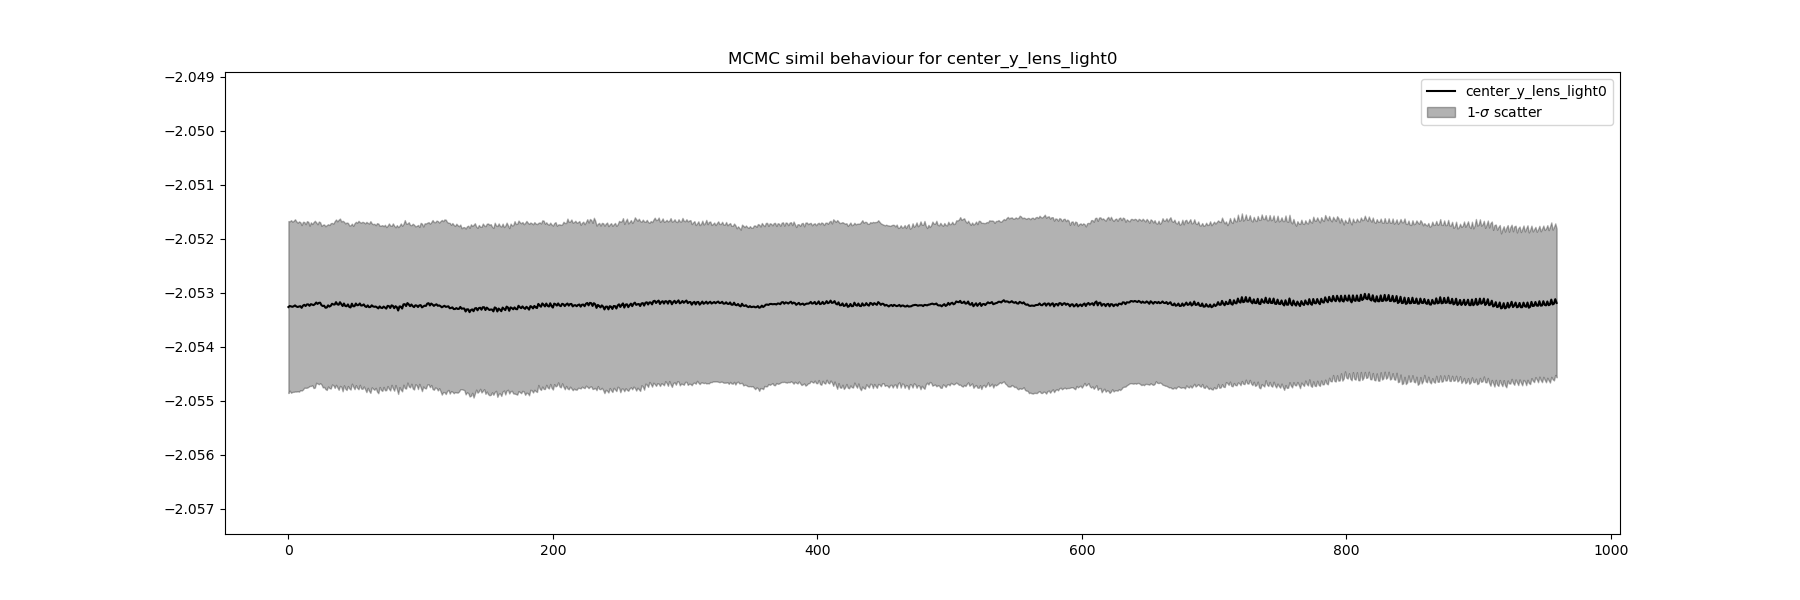 MCMC simil behaviour for center_y_lens_light0
−2.049
−2.050
−2.051
−2.052
−2.053
−2.054
−2.055
−2.056
−2.057
center_y_lens_light0
1-σ scatter
0 200 400 600 800 1000